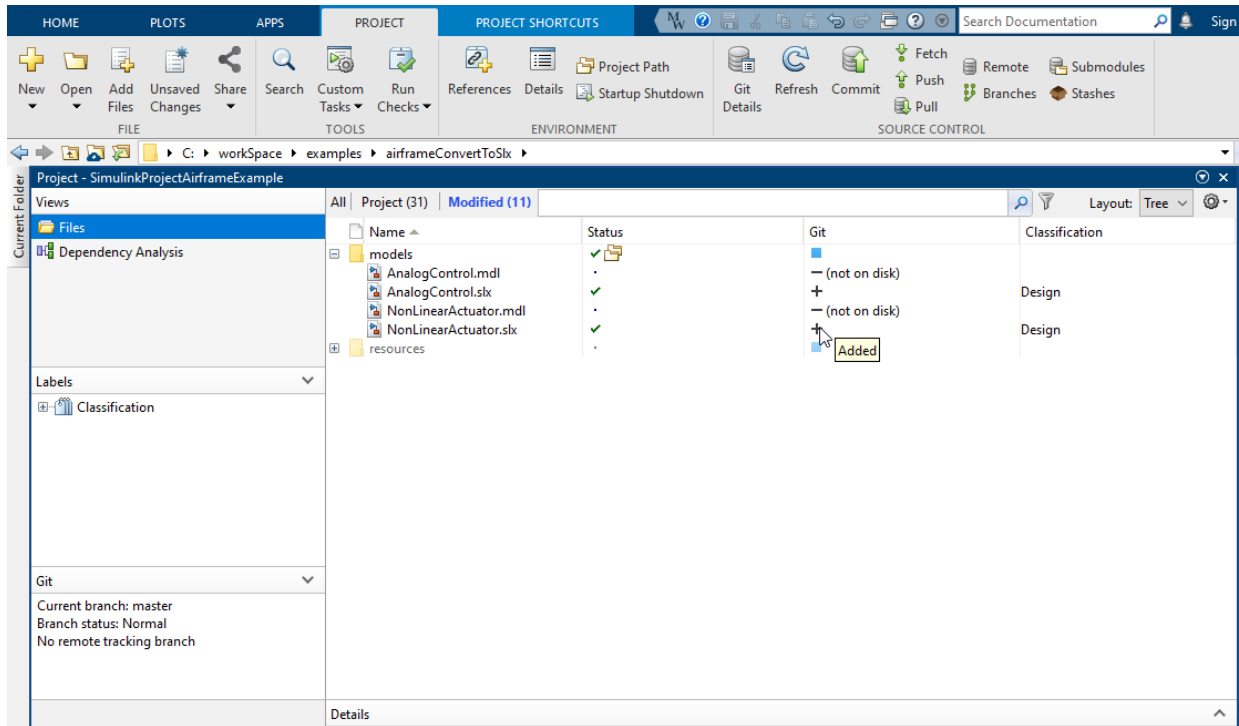 HOME PLOTS APPS PROJECT PROJECT SHORTCUTS Search Documentation Sign
New Open Add Files Unsaved Changes Share Search Custom Tasks Run Checks References Details Project Path Startup Shutdown Git Details Refresh Commit Fetch Push Pull Remote Branches Submodules Stashes
FILE TOOLS ENVIRONMENT SOURCE CONTROL
C: workSpace examples airframeConvertToSlx
Current Folder
Project - SimulinkProjectAirframeExample
Views
Files
Dependency Analysis
Labels
Classification
Git
Current branch: master
Branch status: Normal
No remote tracking branch
All Project (31) Modified (11) Layout: Tree
Name Status Git Classification
models
AnalogControl.mdl (not on disk)
AnalogControl.slx + Design
NonLinearActuator.mdl (not on disk)
NonLinearActuator.slx + Design
resources
Added
Details